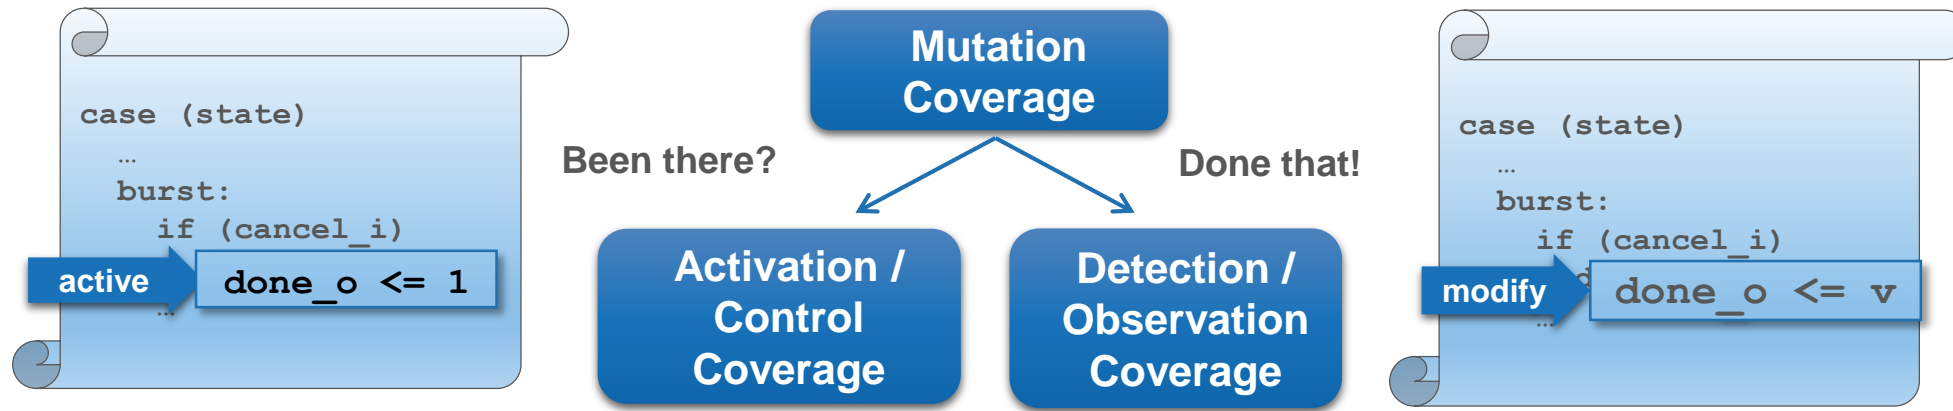 case (state)
…
burst:
if (cancel_i)
active
done_o <= 1
…
Mutation
Coverage
Been there?
Done that!
Activation /
Control
Coverage
Detection /
Observation
Coverage
case (state)
…
burst:
if (cancel_i)
d
modify
done_o <= v
…